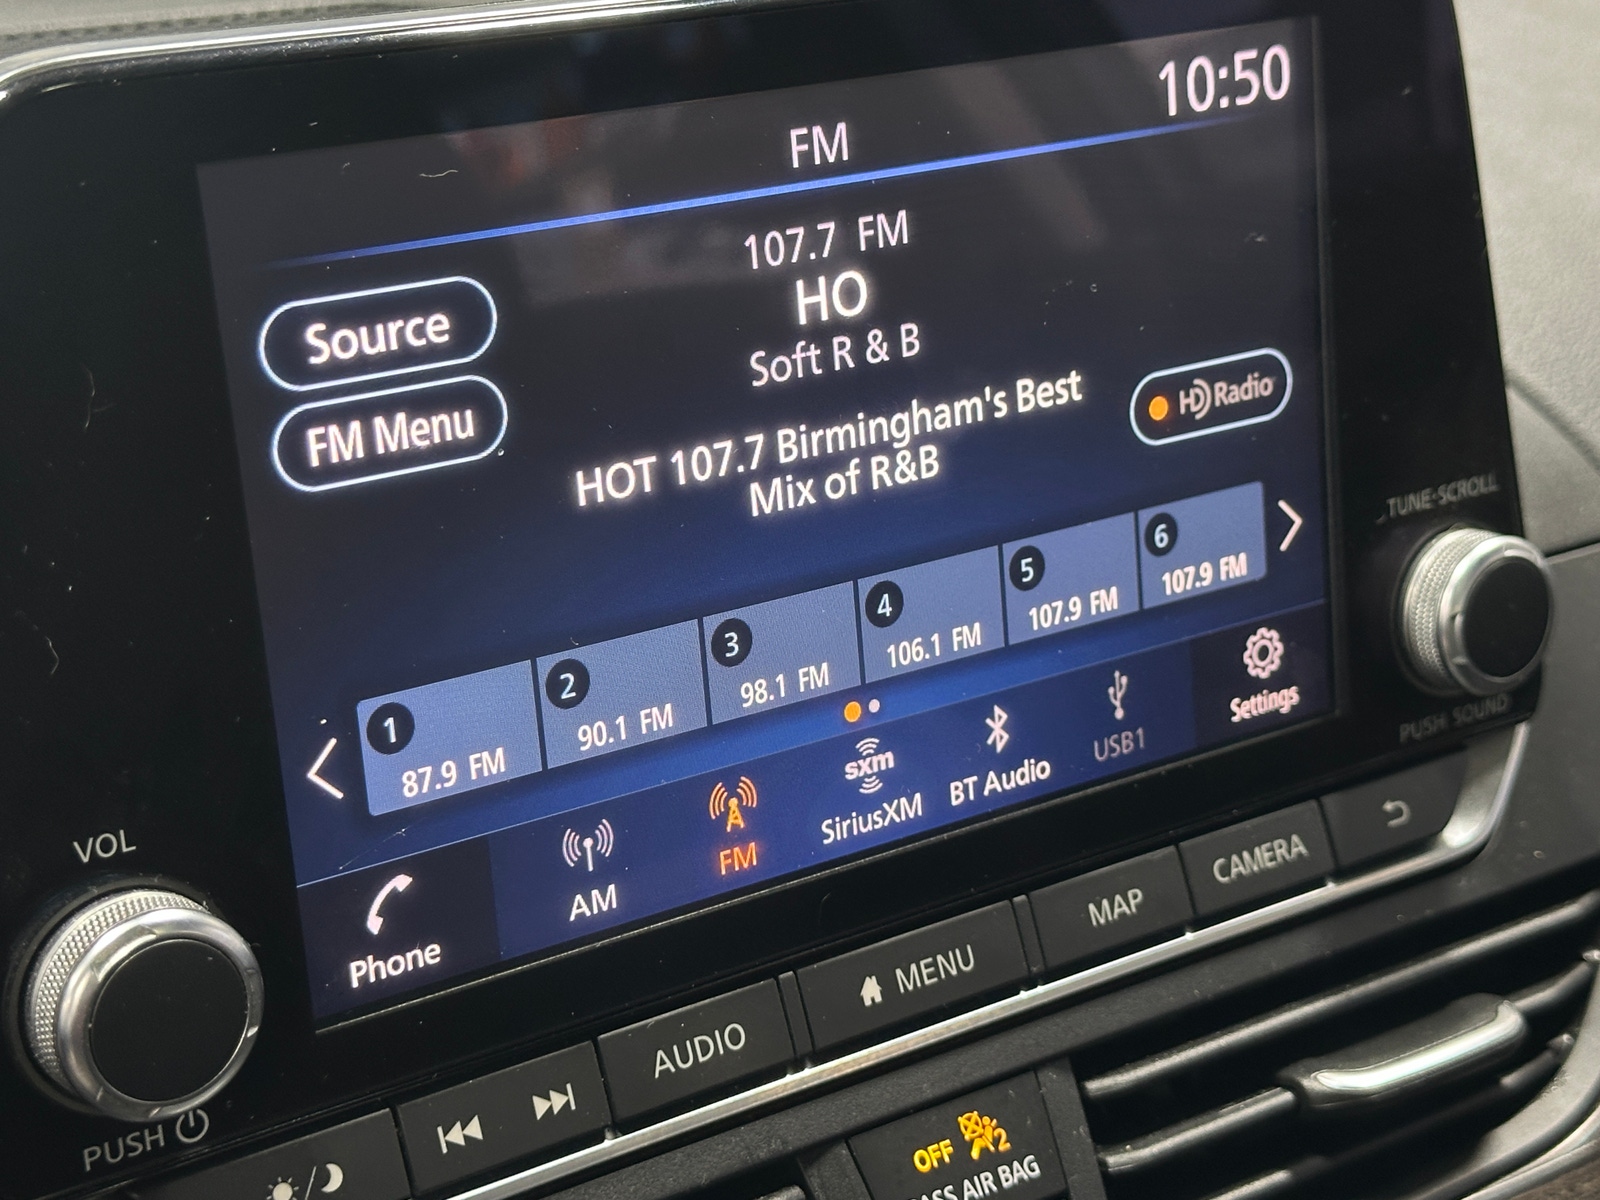 10:50
FM
107.7 FM
HO
Soft R & B
HOT 107.7 Birmingham's Best
Mix of R&B
Source
FM Menu
HD Radio
TUNE·SCROLL
PUSH SOUND
1
87.9 FM
2
90.1 FM
3
98.1 FM
4
106.1 FM
5
107.9 FM
6
107.9 FM
Phone
AM
FM
sxm
SiriusXM
BT Audio
USB1
Settings
VOL
PUSH
AUDIO
MENU
MAP
CAMERA
OFF
2
AIR BAG